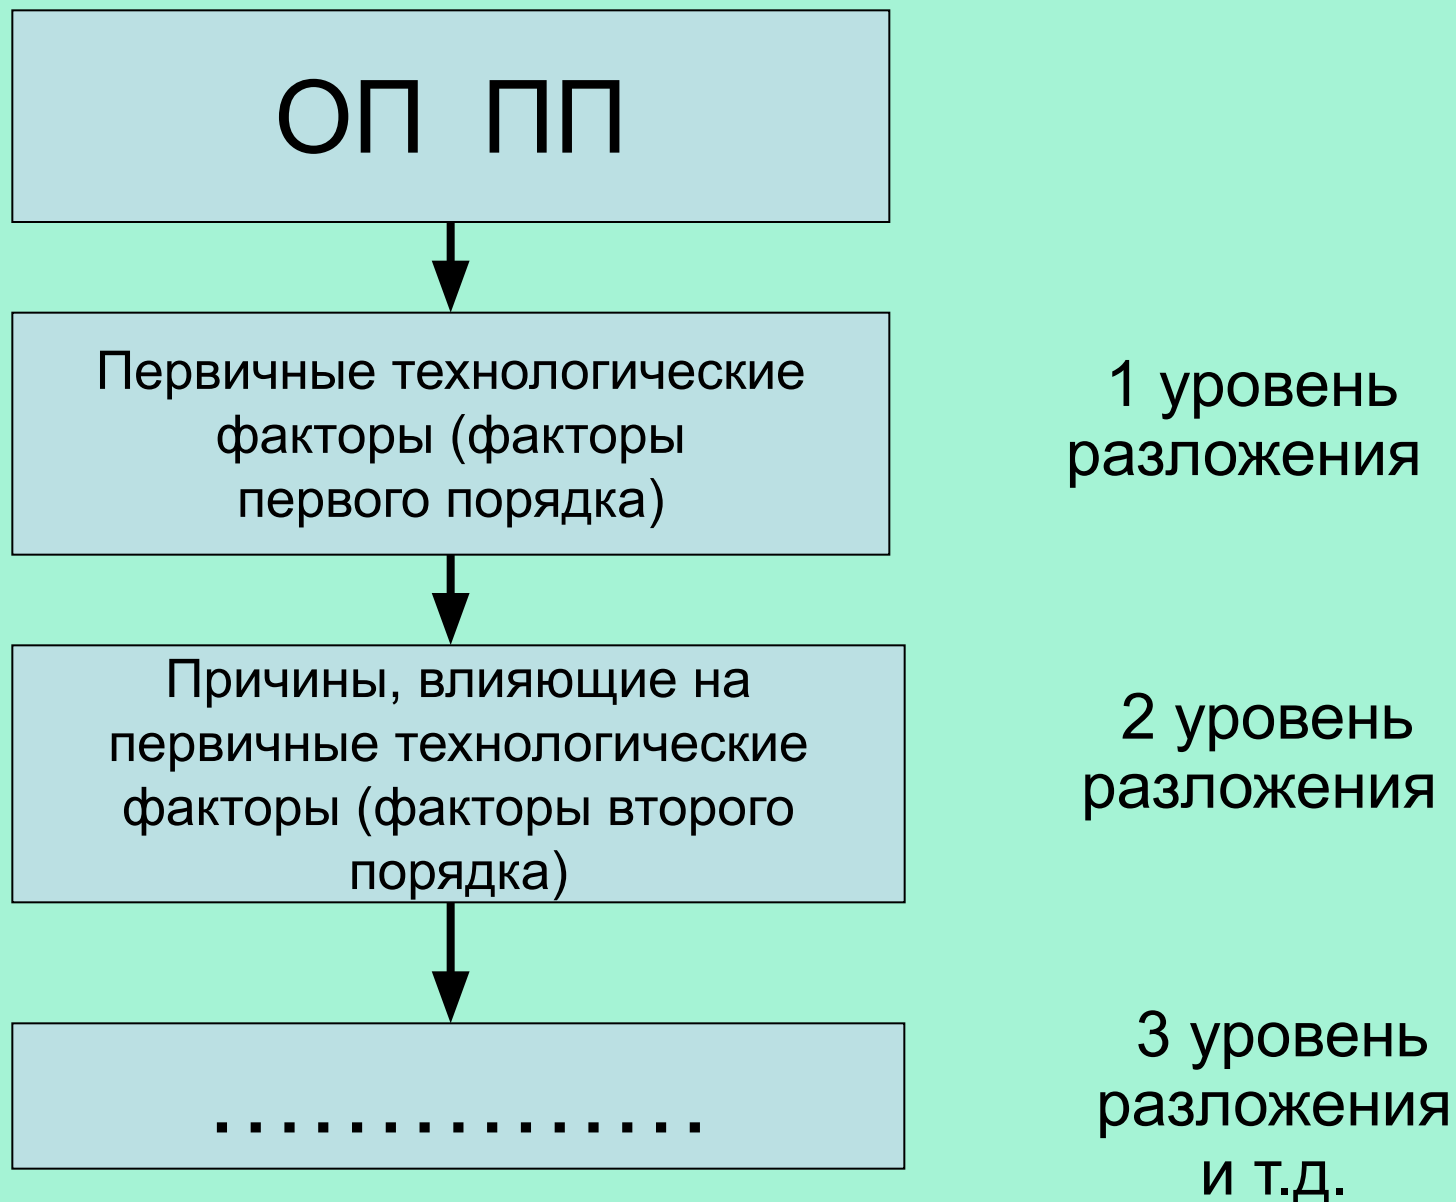 ОП ПП
Первичные технологические
факторы (факторы
первого порядка)
1 уровень
разложения
Причины, влияющие на
первичные технологические
факторы (факторы второго
порядка)
2 уровень
разложения
...............
3 уровень
разложения
и т.д.